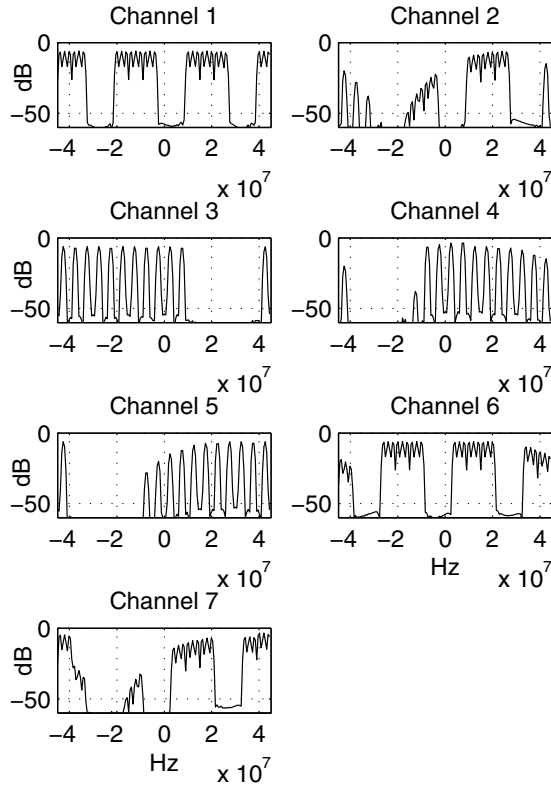 Channel 1
Channel 2
0
−50
dB
−4 −2 0 2 4
x 10^7
0
−50
−4 −2 0 2 4
x 10^7
Channel 3
Channel 4
0
−50
dB
−4 −2 0 2 4
x 10^7
0
−50
−4 −2 0 2 4
x 10^7
Channel 5
Channel 6
0
−50
dB
−4 −2 0 2 4
x 10^7
0
−50
−4 −2 0 2 4
Hz
x 10^7
Channel 7
0
−50
dB
−4 −2 0 2 4
Hz
x 10^7